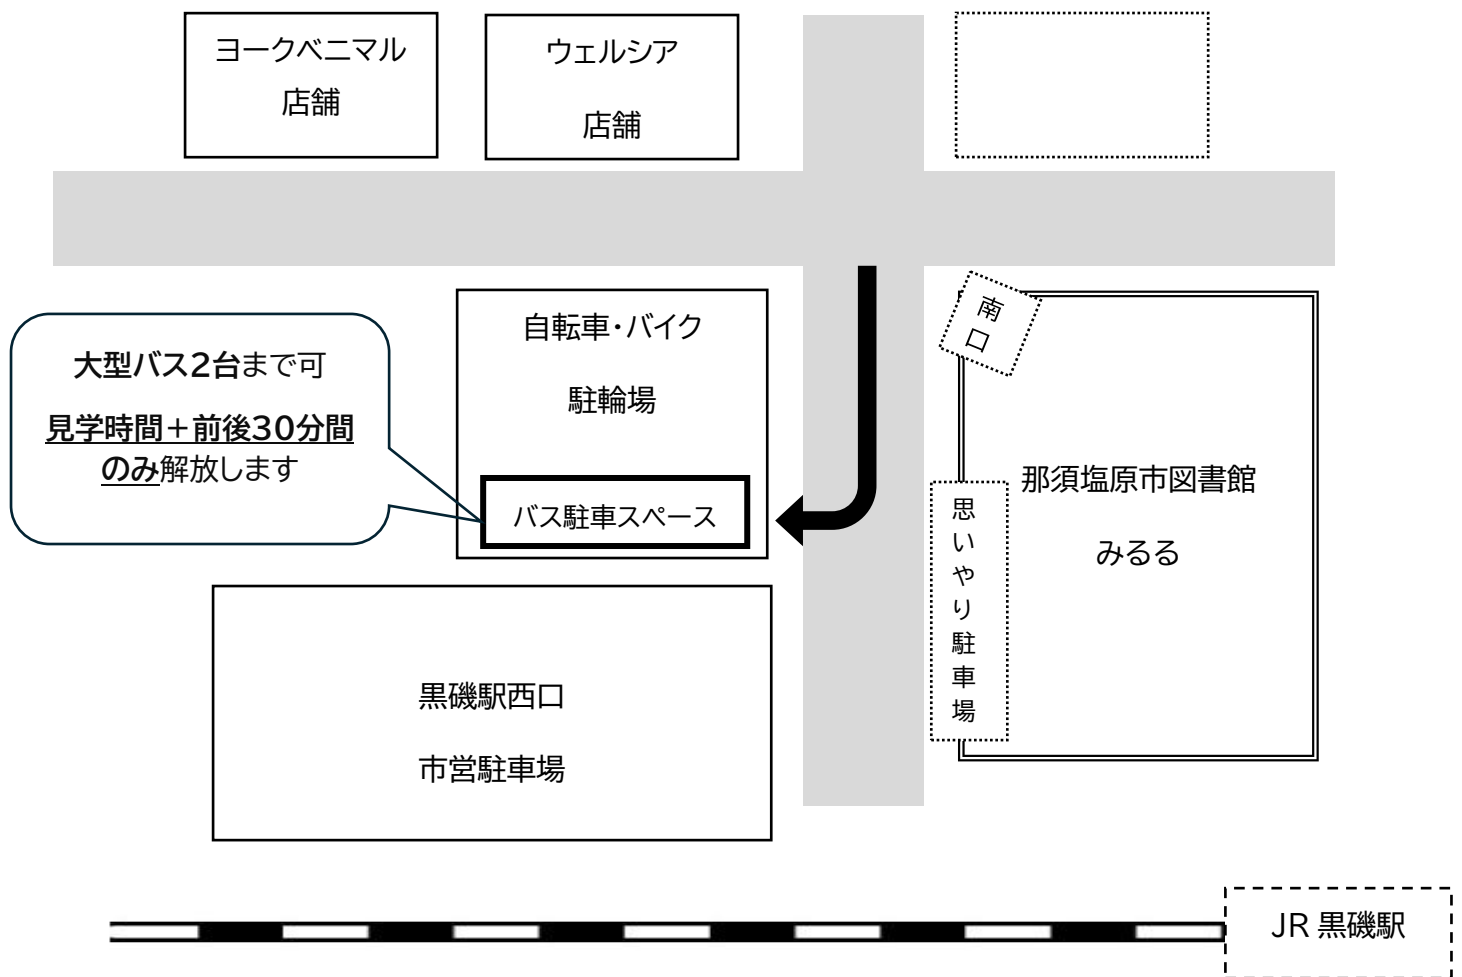 ヨークベニマル
店舗
ウェルシア
店舗
南口
自転車・バイク
駐輪場
大型バス2台まで可
見学時間＋前後30分間
のみ解放します
バス駐車スペース
那須塩原市図書館
みるる
思いやり駐車場
黒磯駅西口
市営駐車場
JR 黒磯駅